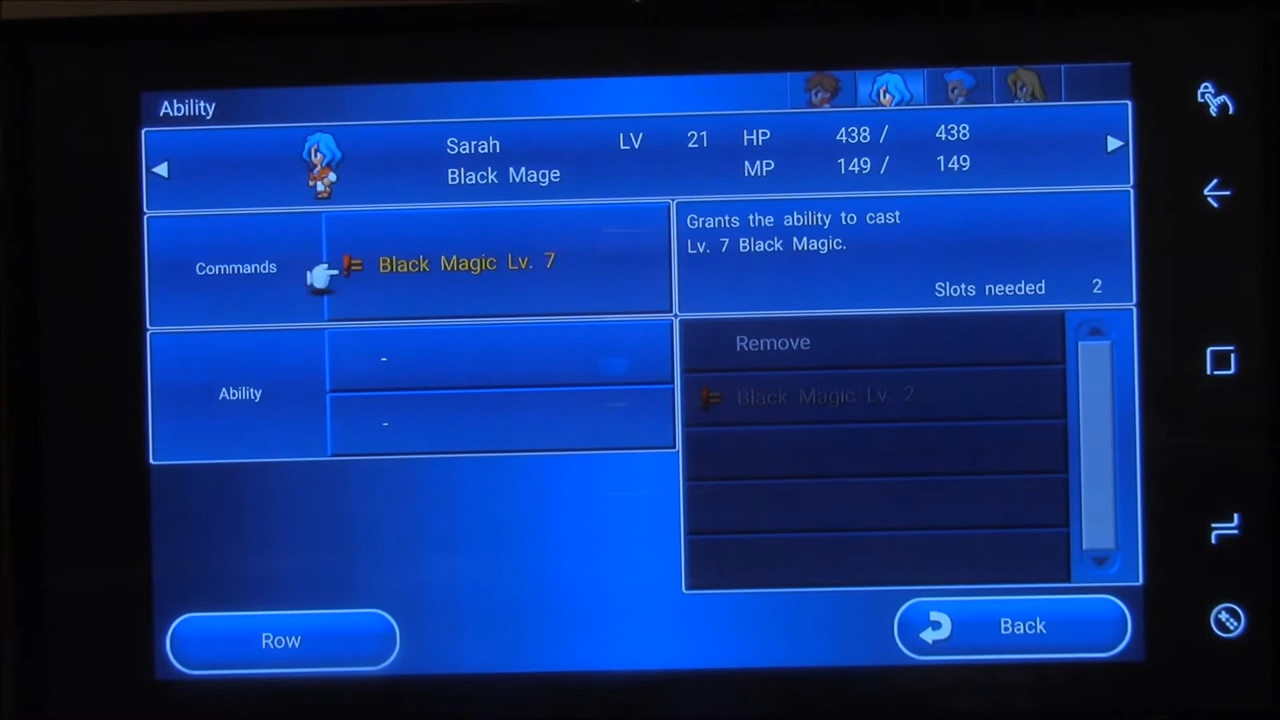 Ability
Sarah LV 21 HP 438 / 438
Black Mage MP 149 / 149
Commands
Black Magic Lv. 7
Grants the ability to cast
Lv. 7 Black Magic.
Slots needed 2
Ability
-
-
Remove
Black Magic Lv. 2
Row
Back